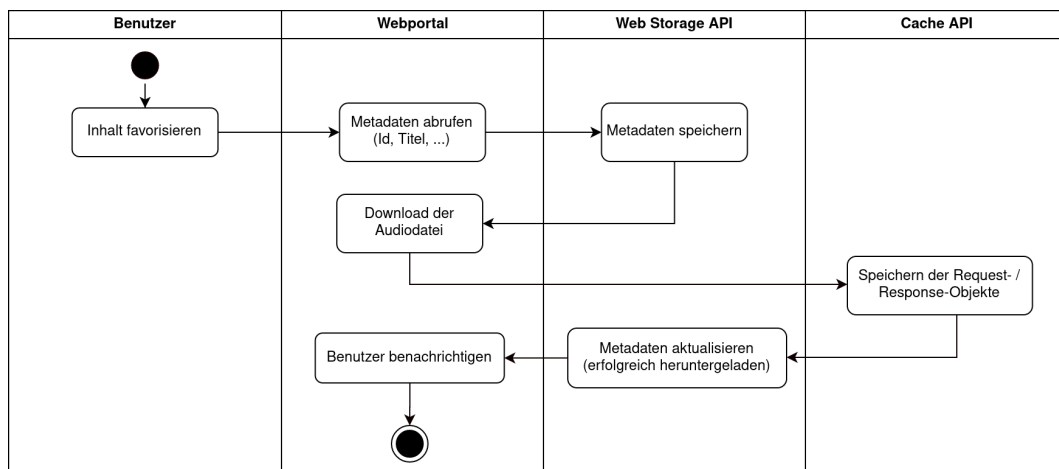 Benutzer
Webportal
Web Storage API
Cache API
Inhalt favorisieren
Metadaten abrufen
(Id, Titel, ...)
Metadaten speichern
Download der
Audiodatei
Speichern der Request- /
Response-Objekte
Metadaten aktualisieren
(erfolgreich heruntergeladen)
Benutzer benachrichtigen